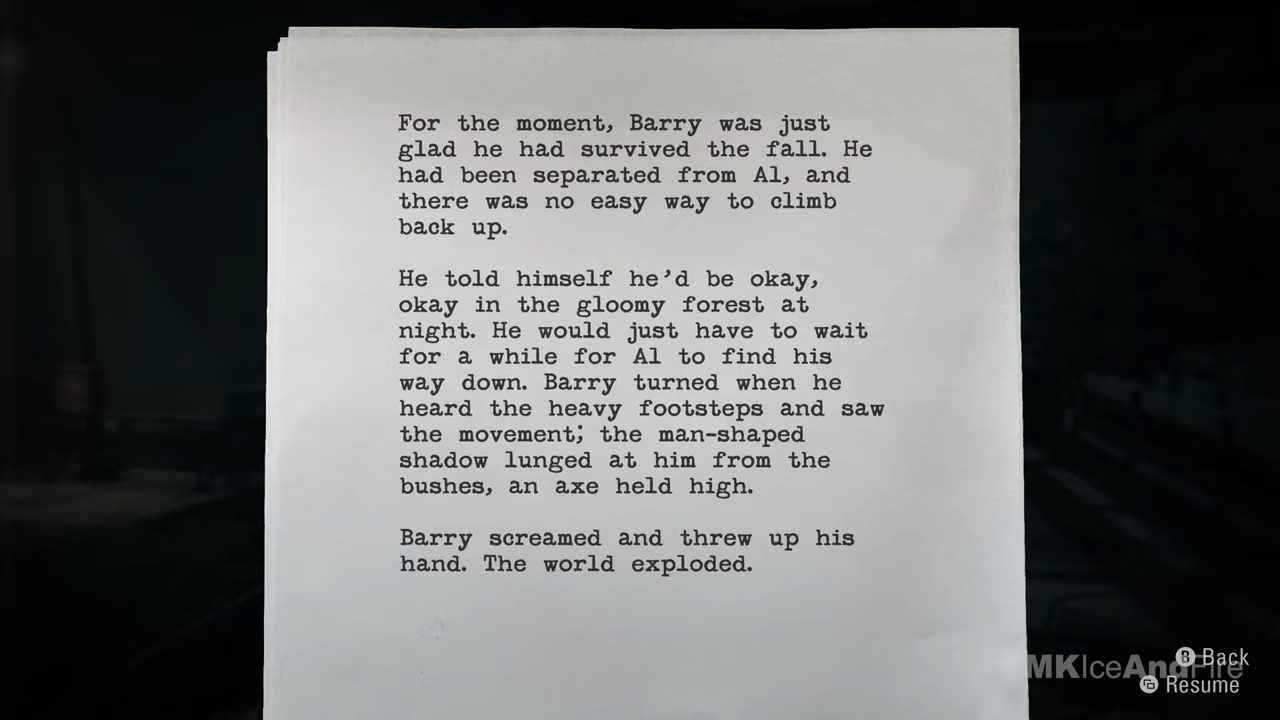 For the moment, Barry was just
glad he had survived the fall. He
had been separated from Al, and
there was no easy way to climb
back up.
He told himself he’d be okay,
okay in the gloomy forest at
night. He would just have to wait
for a while for Al to find his
way down. Barry turned when he
heard the heavy footsteps and saw
the movement; the man-shaped
shadow lunged at him from the
bushes, an axe held high.
Barry screamed and threw up his
hand. The world exploded.
MKIceAndFire
B Back
Resume